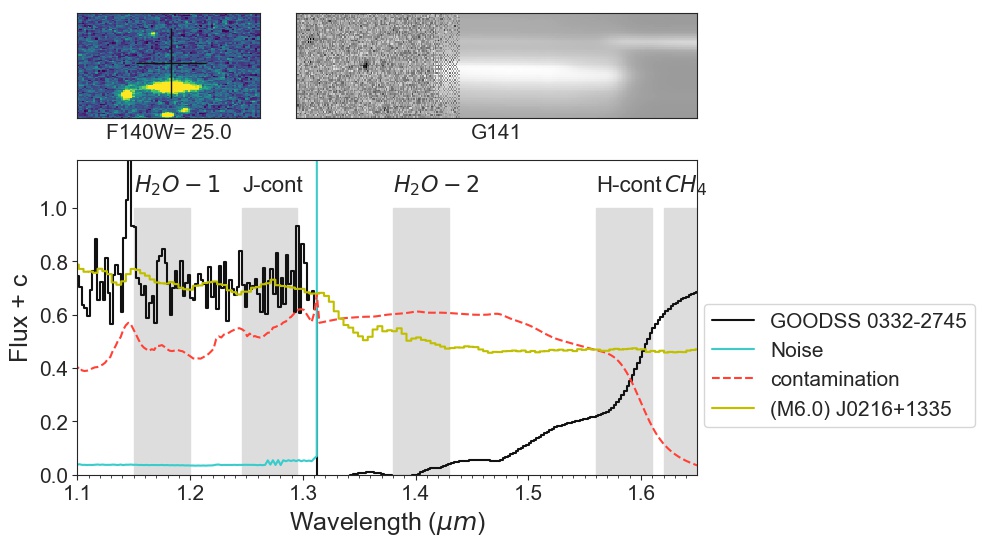 F140W= 25.0
G141
H₂O − 1
J-cont
H₂O − 2
H-cont
CH₄
1.0
0.8
0.6
0.4
0.2
0.0
Flux + c
1.1
1.2
1.3
1.4
1.5
1.6
Wavelength (μm)
GOODSS 0332-2745
Noise
contamination
(M6.0) J0216+1335